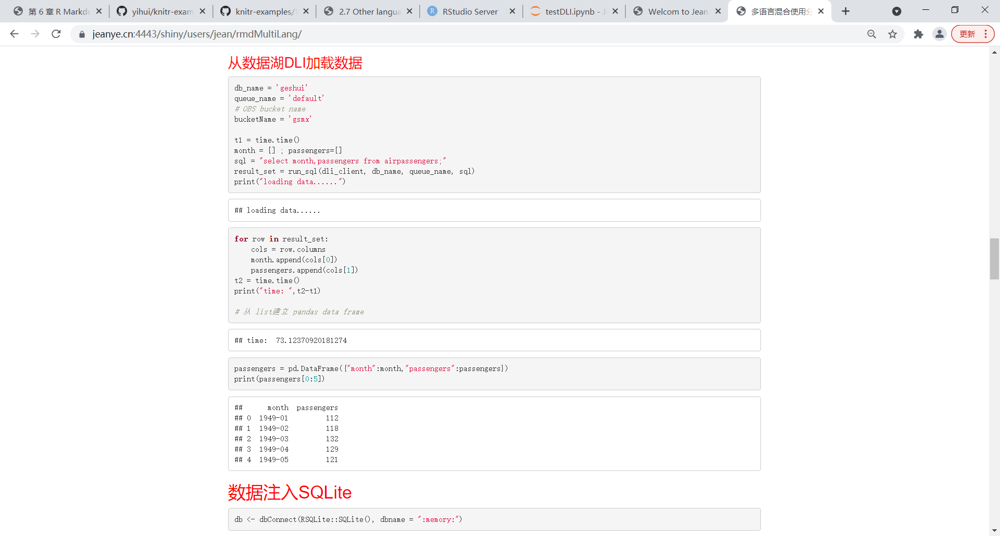 第 6 章 R Markdo
yihui/knitr-exam
knitr-examples/1
2.7 Other langua
RStudio Server
testDLI.ipynb - J
Welcom to Jean
多语言混合使用分
jeanye.cn:4443/shiny/users/jean/rmdMultiLang/
更新
从数据湖DLI加载数据
db_name = 'geshui'
queue_name = 'default'
# OBS bucket name
bucketName = 'gsmx'
t1 = time.time()
month = [] ; passengers=[]
sql = "select month,passengers from airpassengers;"
result_set = run_sql(dli_client, db_name, queue_name, sql)
print("loading data......")
## loading data......
for row in result_set:
    cols = row.columns
    month.append(cols[0])
    passengers.append(cols[1])
t2 = time.time()
print("time: ",t2-t1)
# 从 list建立 pandas data frame
## time:  73.12370920181274
passengers = pd.DataFrame({"month":month,"passengers":passengers})
print(passengers[0:5])
##      month  passengers
## 0  1949-01         112
## 1  1949-02         118
## 2  1949-03         132
## 3  1949-04         129
## 4  1949-05         121
数据注入SQLite
db <- dbConnect(RSQLite::SQLite(), dbname = ":memory:")